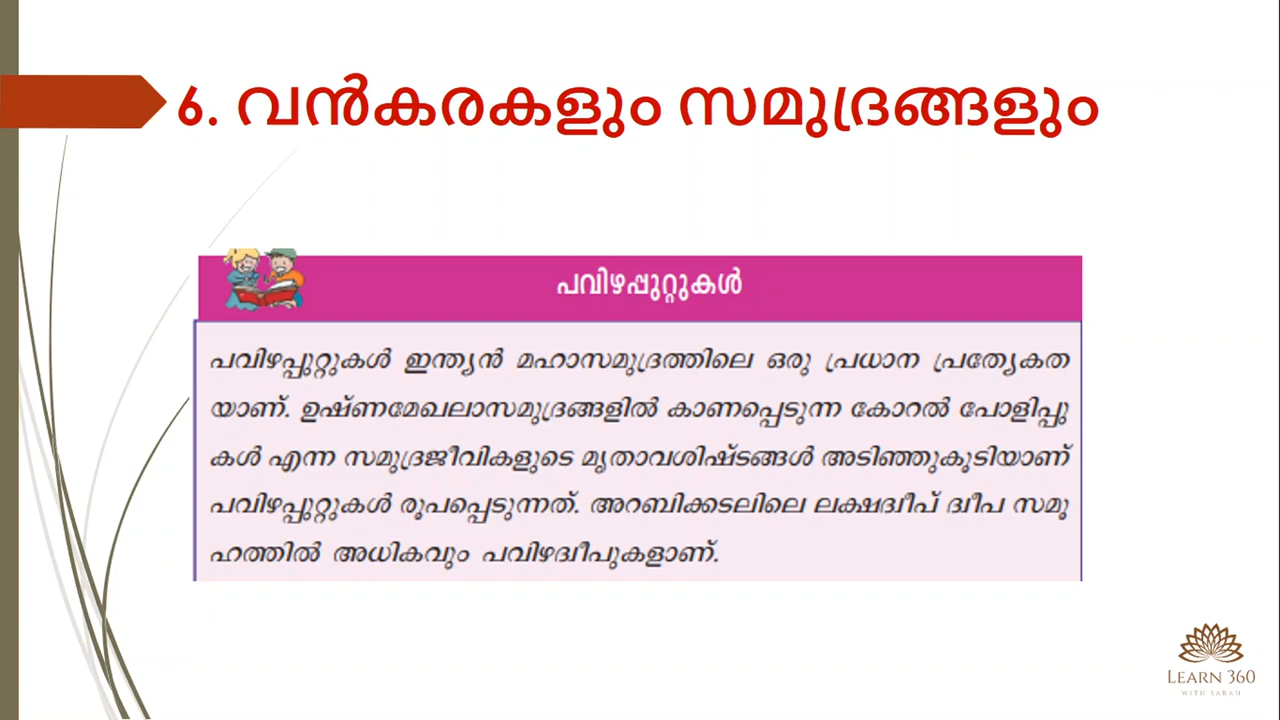 6. വൻകരകളും സമുദ്രങ്ങളും
പവിഴപ്പുറ്റുകൾ
പവിഴപ്പുറ്റുകൾ ഇന്ത്യൻ മഹാസമുദ്രത്തിലെ ഒരു പ്രധാന പ്രത്യേകത
യാണ്. ഉഷ്ണമേഖലാസമുദ്രങ്ങളിൽ കാണപ്പെടുന്ന കോറൽ പോളിപ്പു
കൾ എന്ന സമുദ്രജീവികളുടെ മൃതാവശിഷ്ടങ്ങൾ അടിഞ്ഞുകൂടിയാണ്
പവിഴപ്പുറ്റുകൾ രൂപപ്പെടുന്നത്. അറബിക്കടലിലെ ലക്ഷദ്വീപ് ദ്വീപ സമൂ
ഹത്തിൽ അധികവും പവിഴദ്വീപുകളാണ്.
LEARN 360
WITH SARAH